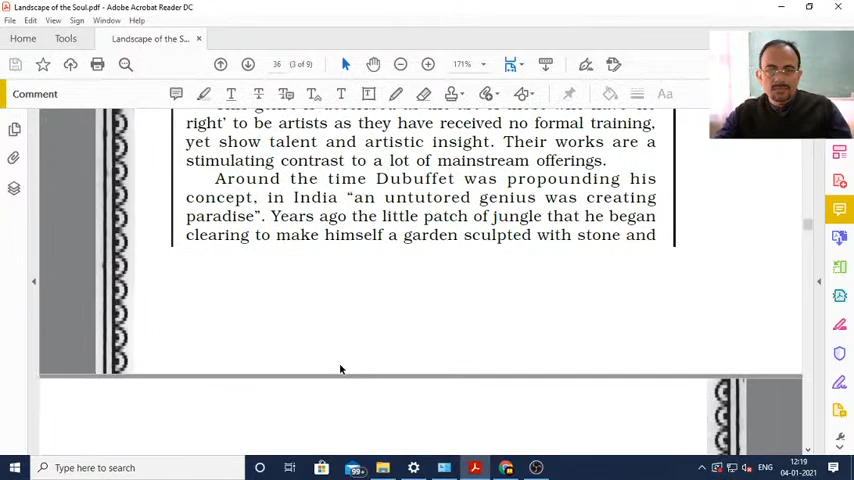 Landscape of the Soul.pdf - Adobe Acrobat Reader DC
File Edit View Sign Window Help
Home Tools Landscape of the S... ×
36 (3 of 9) 171%
Comment
right' to be artists as they have received no formal training,
yet show talent and artistic insight. Their works are a
stimulating contrast to a lot of mainstream offerings.
Around the time Dubuffet was propounding his
concept, in India “an untutored genius was creating
paradise”. Years ago the little patch of jungle that he began
clearing to make himself a garden sculpted with stone and
Type here to search
99+
ENG
12:19
04-01-2021